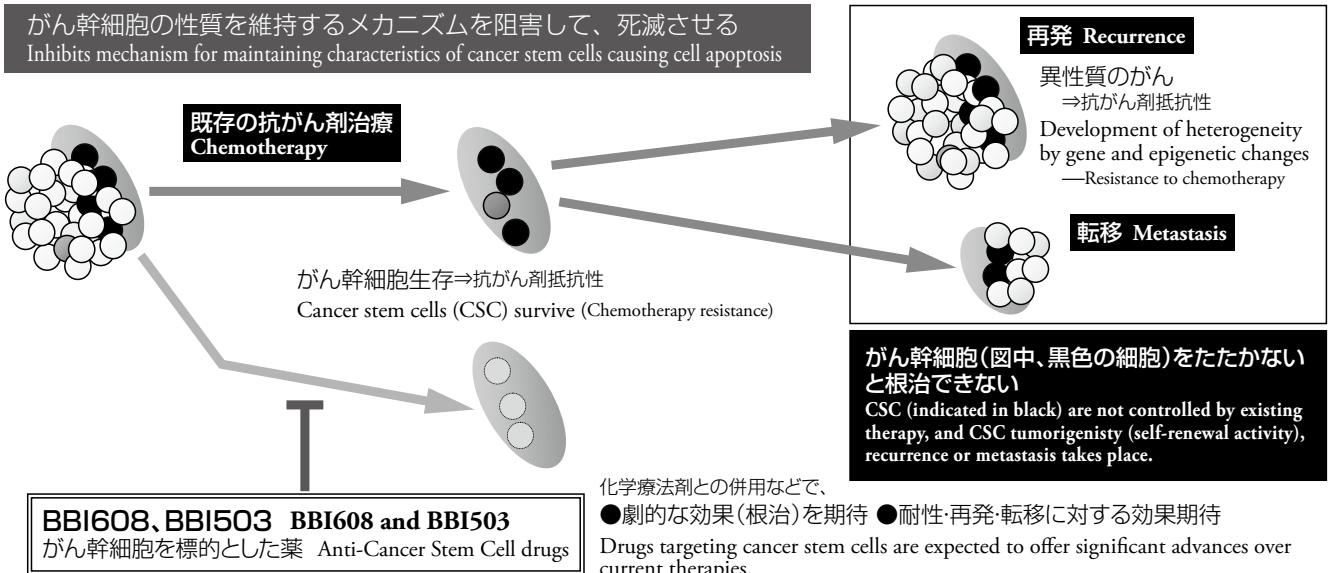 がん幹細胞の性質を維持するメカニズムを阻害して、死滅させる
Inhibits mechanism for maintaining characteristics of cancer stem cells causing cell apoptosis
既存の抗がん剤治療
Chemotherapy
がん幹細胞生存⇒抗がん剤抵抗性
Cancer stem cells (CSC) survive (Chemotherapy resistance)
再発 Recurrence
異性質のがん
⇒抗がん剤抵抗性
Development of heterogeneity
by gene and epigenetic changes
—Resistance to chemotherapy
転移 Metastasis
がん幹細胞(図中、黒色の細胞)をたたかない
と根治できない
CSC (indicated in black) are not controlled by existing
therapy, and CSC tumorigenisty (self-renewal activity),
recurrence or metastasis takes place.
BBI608、BBI503 BBI608 and BBI503
がん幹細胞を標的とした薬 Anti-Cancer Stem Cell drugs
化学療法剤との併用などで、
●劇的な効果(根治)を期待 ●耐性・再発・転移に対する効果期待
Drugs targeting cancer stem cells are expected to offer significant advances over
current therapies.